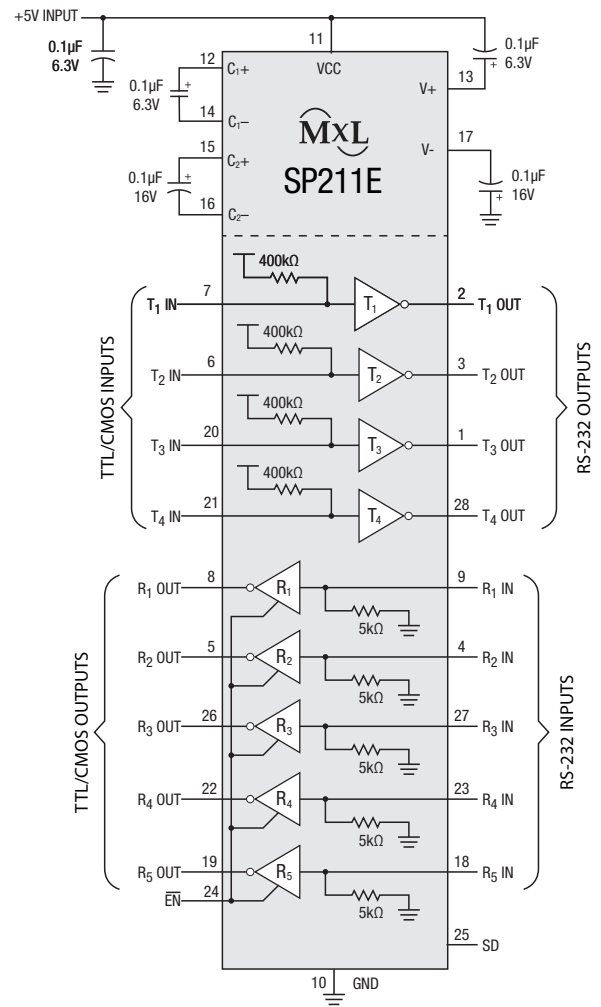 +5V INPUT
11
VCC
0.1µF
6.3V
12
C1+
0.1µF
6.3V
14
C1–
15
C2+
0.1µF
16V
16
C2–
MxL
SP211E
V+
13
0.1µF
+ 6.3V
V-
17
0.1µF
+ 16V
400kΩ
T1 IN
7
T1
2
T1 OUT
400kΩ
T2 IN
6
T2
3
T2 OUT
400kΩ
T3 IN
20
T3
1
T3 OUT
400kΩ
T4 IN
21
T4
28
T4 OUT
TTL/CMOS INPUTS
RS-232 OUTPUTS
R1 OUT
8
R1
9
R1 IN
5kΩ
R2 OUT
5
R2
4
R2 IN
5kΩ
R3 OUT
26
R3
27
R3 IN
5kΩ
R4 OUT
22
R4
23
R4 IN
5kΩ
R5 OUT
19
R5
18
R5 IN
5kΩ
TTL/CMOS OUTPUTS
RS-232 INPUTS
E̅N̅
24
25
SD
10
GND